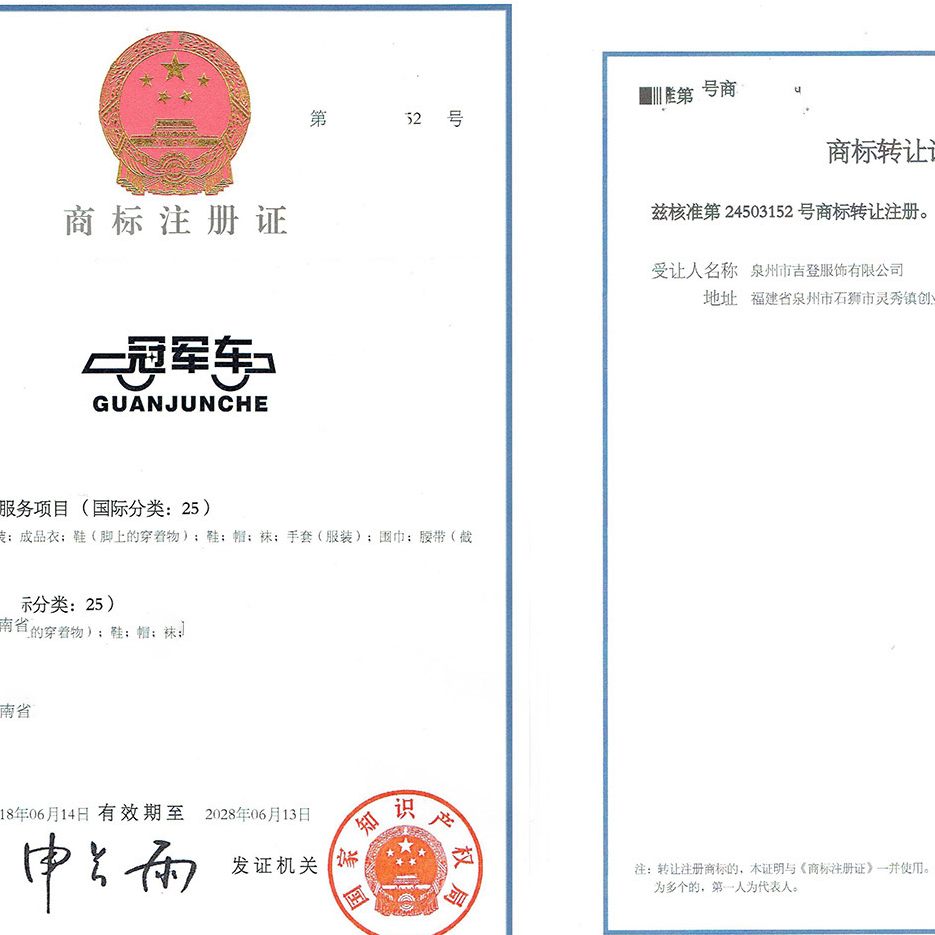 第 52 号
商标注册证
冠军车
GUANJUNCHE
服务项目（国际分类：25）
装；成品衣；鞋（脚上的穿着物）；鞋；帽；袜；手套（服装）；围巾；腰带（截
示分类：25）
南省
的穿着物）；鞋；帽；袜；
南省
18年06月14日 有效期至 2028年06月13日
发证机关
国家知识产权局
准第 号商
商标转让
兹核准第 24503152 号商标转让注册。
受让人名称 泉州市吉登服饰有限公司
地址 福建省泉州市石狮市灵秀镇创业
注：转让注册商标的，本证明与《商标注册证》一并使用。
为多个的，第一人为代表人。